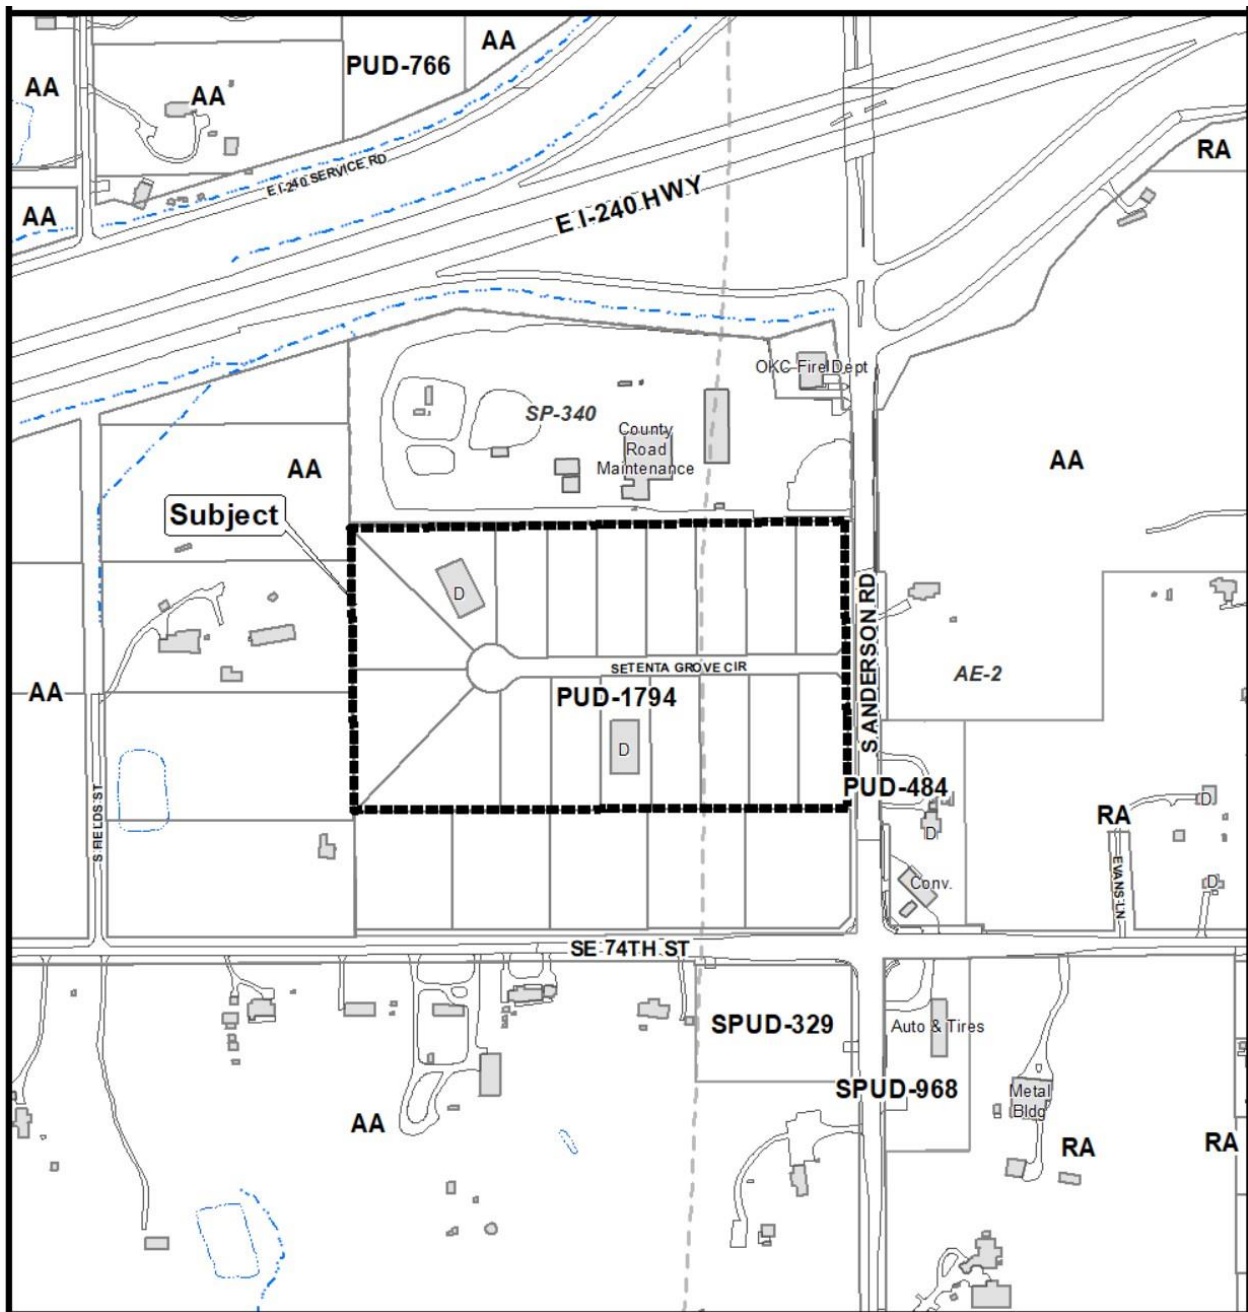 AA
PUD-766
AA
AA
RA
AA
E I-240 SERVICE RD
E I-240 HWY
OKC Fire Dept
SP-340
County
Road
Maintenance
AA
AA
Subject
D
S ANDERSON RD
SETENTA GROVE CIR
AE-2
AA
PUD-1794
D
PUD-484
D
RA
S FIELDS ST
D
Conv.
D
EVANS LN
SE 74TH ST
SPUD-329
Auto & Tires
SPUD-968
Metal
Bldg
AA
RA
RA